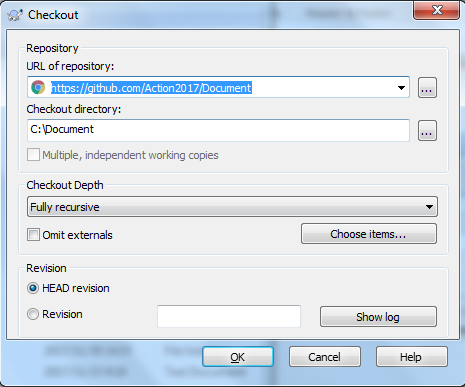 Checkout
Repository
URL of repository:
https://github.com/Action2017/Document
...
Checkout directory:
C:\Document
...
Multiple, independent working copies
Checkout Depth
Fully recursive
Omit externals
Choose items...
Revision
HEAD revision
Revision
Show log
OK
Cancel
Help